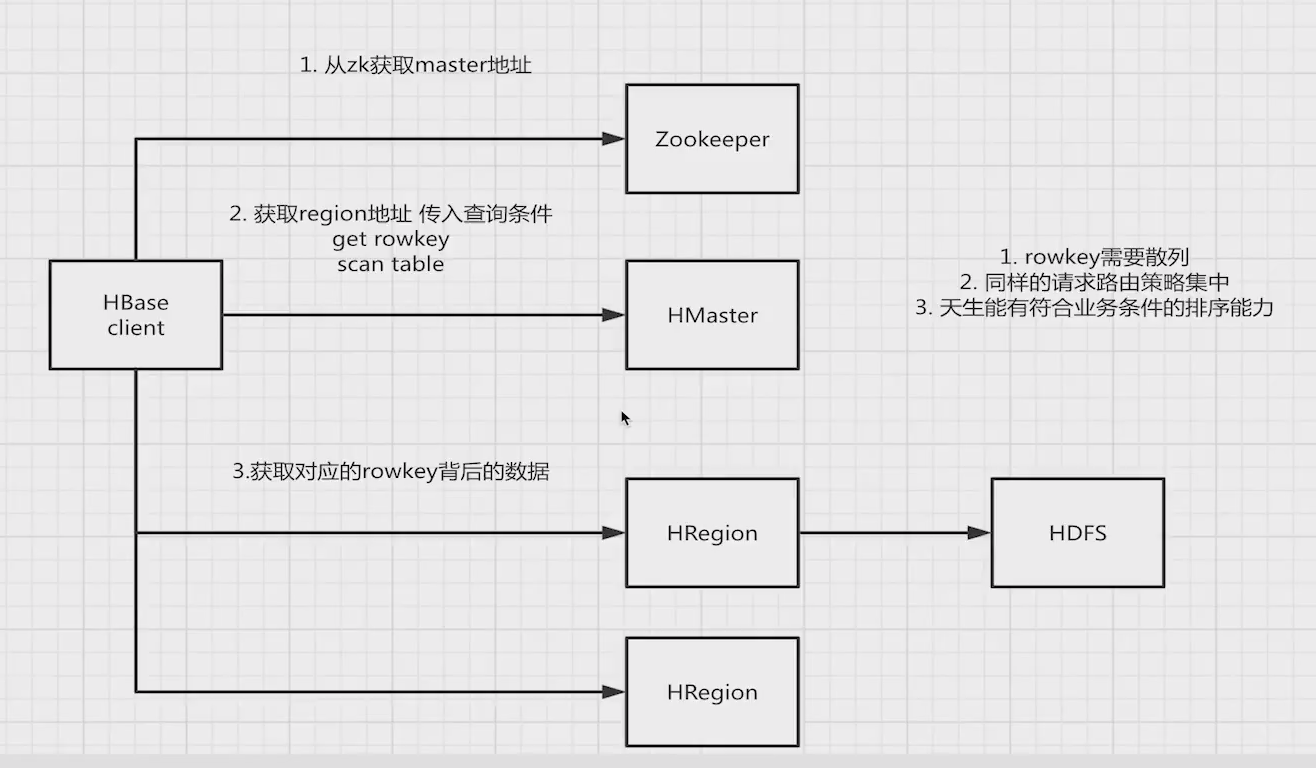 1. 从zk获取master地址
Zookeeper
2. 获取region地址 传入查询条件
get rowkey
scan table
HBase
client
HMaster
1. rowkey需要散列
2. 同样的请求路由策略集中
3. 天生能有符合业务条件的排序能力
3.获取对应的rowkey背后的数据
HRegion
HDFS
HRegion